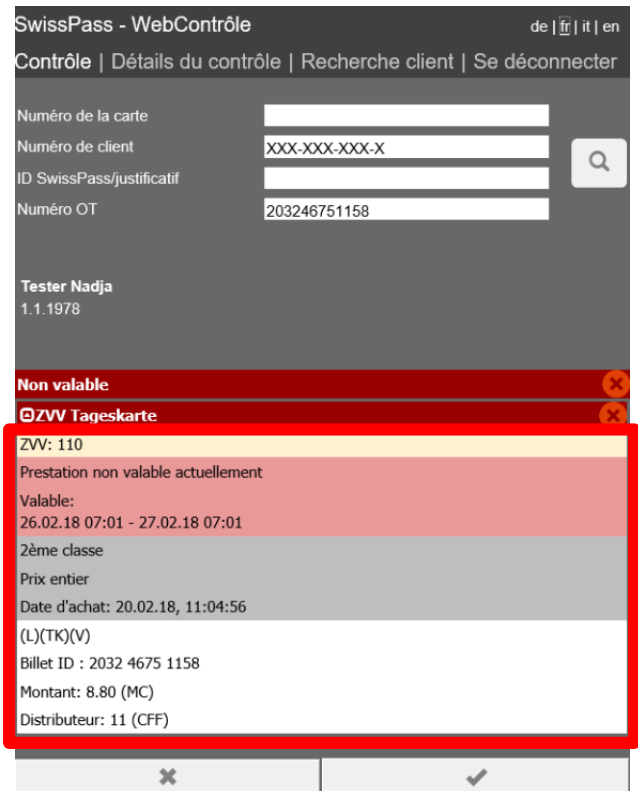 SwissPass - WebContrôle
de | fr | it | en
Contrôle | Détails du contrôle | Recherche client | Se déconnecter
Numéro de la carte
Numéro de client XXX-XXX-XXX-X
ID SwissPass/justificatif
Numéro OT 203246751158
Tester Nadja
1.1.1978
Non valable
ZVV Tageskarte
ZVV: 110
Prestation non valable actuellement
Valable:
26.02.18 07:01 - 27.02.18 07:01
2ème classe
Prix entier
Date d'achat: 20.02.18, 11:04:56
(L)(TK)(V)
Billet ID : 2032 4675 1158
Montant: 8.80 (MC)
Distributeur: 11 (CFF)